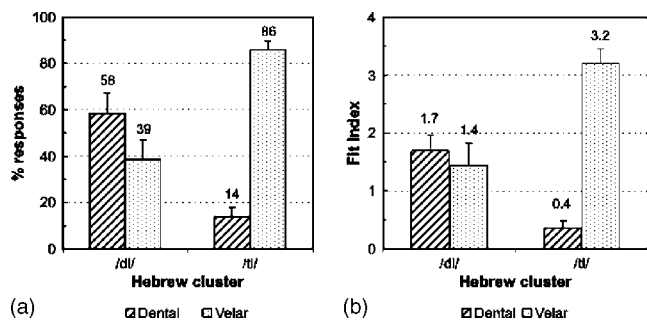 100
80
60
40
20
0
% responses
58
39
14
86
/dl/
/tl/
Hebrew cluster
(a)
Dental
Velar
4
3
2
1
0
Fit Index
1.7
1.4
0.4
3.2
/dl/
/tl/
Hebrew cluster
(b)
Dental
Velar